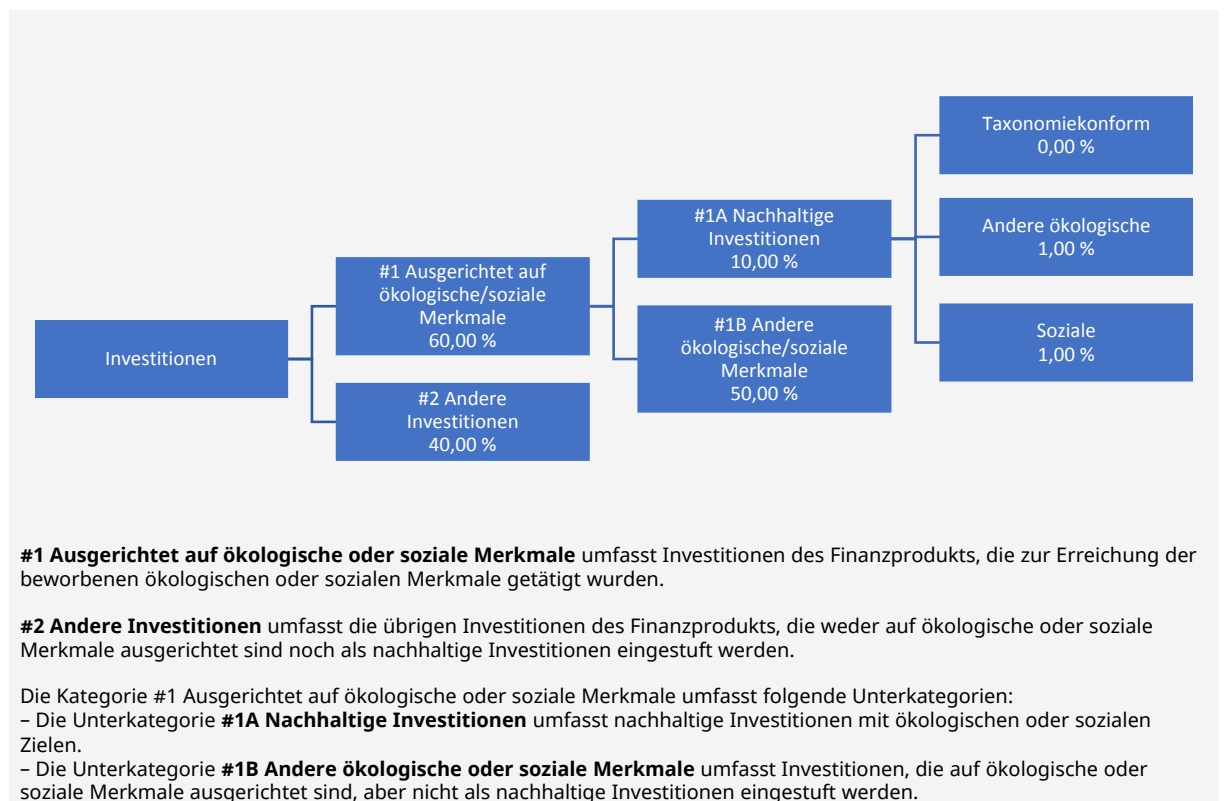 Investitionen
#1 Ausgerichtet auf
ökologische/soziale
Merkmale
60,00 %
#2 Andere
Investitionen
40,00 %
#1A Nachhaltige
Investitionen
10,00 %
#1B Andere
ökologische/soziale
Merkmale
50,00 %
Taxonomiekonform
0,00 %
Andere ökologische
1,00 %
Soziale
1,00 %
#1 Ausgerichtet auf ökologische oder soziale Merkmale umfasst Investitionen des Finanzprodukts, die zur Erreichung der
beworbenen ökologischen oder sozialen Merkmale getätigt wurden.
#2 Andere Investitionen umfasst die übrigen Investitionen des Finanzprodukts, die weder auf ökologische oder soziale
Merkmale ausgerichtet sind noch als nachhaltige Investitionen eingestuft werden.
Die Kategorie #1 Ausgerichtet auf ökologische oder soziale Merkmale umfasst folgende Unterkategorien:
– Die Unterkategorie #1A Nachhaltige Investitionen umfasst nachhaltige Investitionen mit ökologischen oder sozialen
Zielen.
– Die Unterkategorie #1B Andere ökologische oder soziale Merkmale umfasst Investitionen, die auf ökologische oder
soziale Merkmale ausgerichtet sind, aber nicht als nachhaltige Investitionen eingestuft werden.